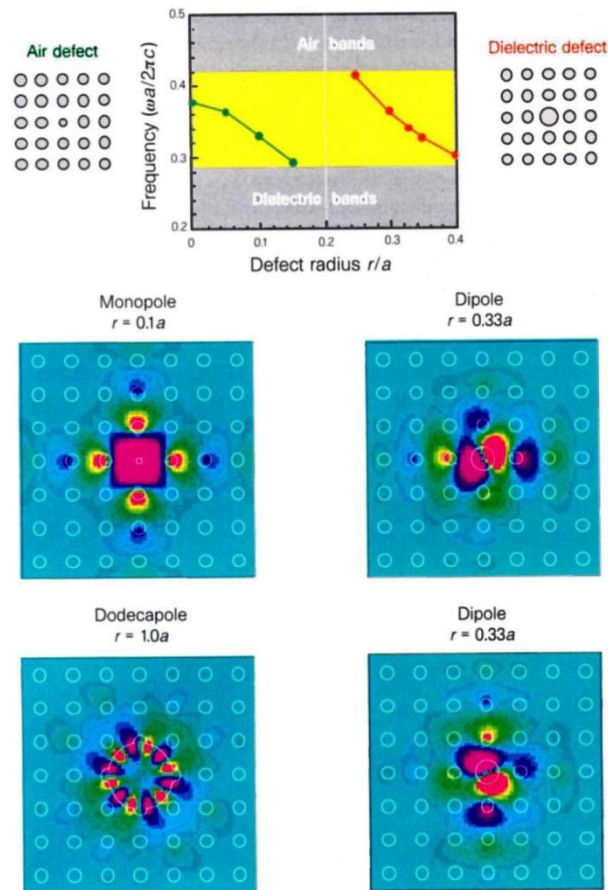 Air defect
Dielectric defect
Frequency (ωa/2πc)
0.5
0.4
0.3
0.2
Air bands
Dielectric bands
0
0.1
0.2
0.3
0.4
Defect radius r/a
Monopole
r = 0.1a
Dipole
r = 0.33a
Dodecapole
r = 1.0a
Dipole
r = 0.33a